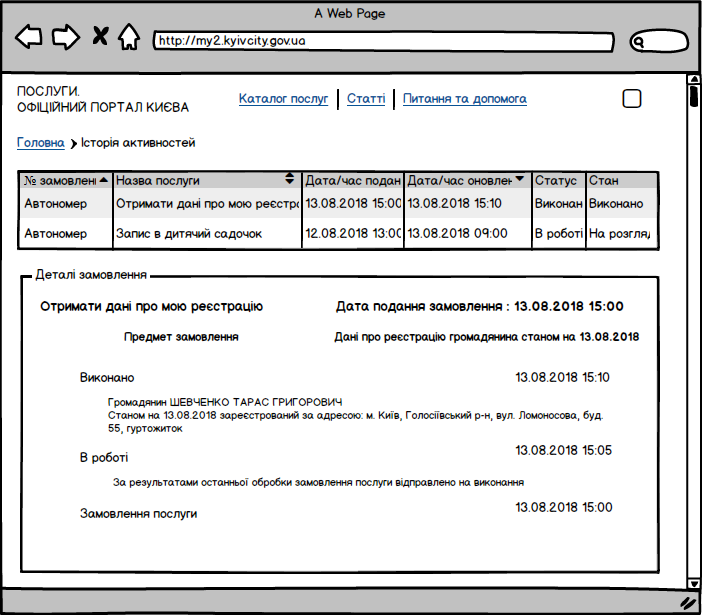 A Web Page
http://my2.kyivcity.gov.ua
ПОСЛУГИ.
ОФІЦІЙНИЙ ПОРТАЛ КИЄВА
Каталог послуг | Статті | Питання та допомога
Головна > Історія активностей
№ замовлен Назва послуги Дата/час подан Дата/час оновлен Статус Стан
Автономер Отримати дані про мою реєстра 13.08.2018 15:00 13.08.2018 15:10 Виконан Виконано
Автономер Запис в дитячий садочок 12.08.2018 13:00 13.08.2018 09:00 В роботі На розгляд
Деталі замовлення
Отримати дані про мою реєстрацію Дата подання замовлення : 13.08.2018 15:00
Предмет замовлення Дані про реєстрацію громадянина станом на 13.08.2018
Виконано 13.08.2018 15:10
Громадянин ШЕВЧЕНКО ТАРАС ГРИГОРОВИЧ
Станом на 13.08.2018 зареєстрований за адресою: м. Київ, Голосіївський р-н, вул. Ломоносова, буд.
55, гуртожиток
В роботі 13.08.2018 15:05
За результатами останньої обробки замовлення послуги відправлено на виконання
Замовлення послуги 13.08.2018 15:00